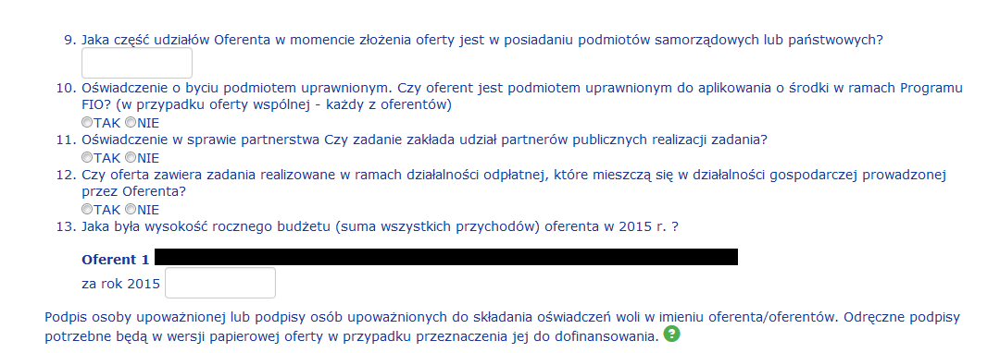 9. Jaka część udziałów Oferenta w momencie złożenia oferty jest w posiadaniu podmiotów samorządowych lub państwowych?
10. Oświadczenie o byciu podmiotem uprawnionym. Czy oferent jest podmiotem uprawnionym do aplikowania o środki w ramach Programu
FIO? (w przypadku oferty wspólnej - każdy z oferentów)
TAK NIE
11. Oświadczenie w sprawie partnerstwa Czy zadanie zakłada udział partnerów publicznych realizacji zadania?
TAK NIE
12. Czy oferta zawiera zadania realizowane w ramach działalności odpłatnej, które mieszczą się w działalności gospodarczej prowadzonej
przez Oferenta?
TAK NIE
13. Jaka była wysokość rocznego budżetu (suma wszystkich przychodów) oferenta w 2015 r. ?
Oferent 1
za rok 2015
Podpis osoby upoważnionej lub podpisy osób upoważnionych do składania oświadczeń woli w imieniu oferenta/oferentów. Odręczne podpisy
potrzebne będą w wersji papierowej oferty w przypadku przeznaczenia jej do dofinansowania. ?